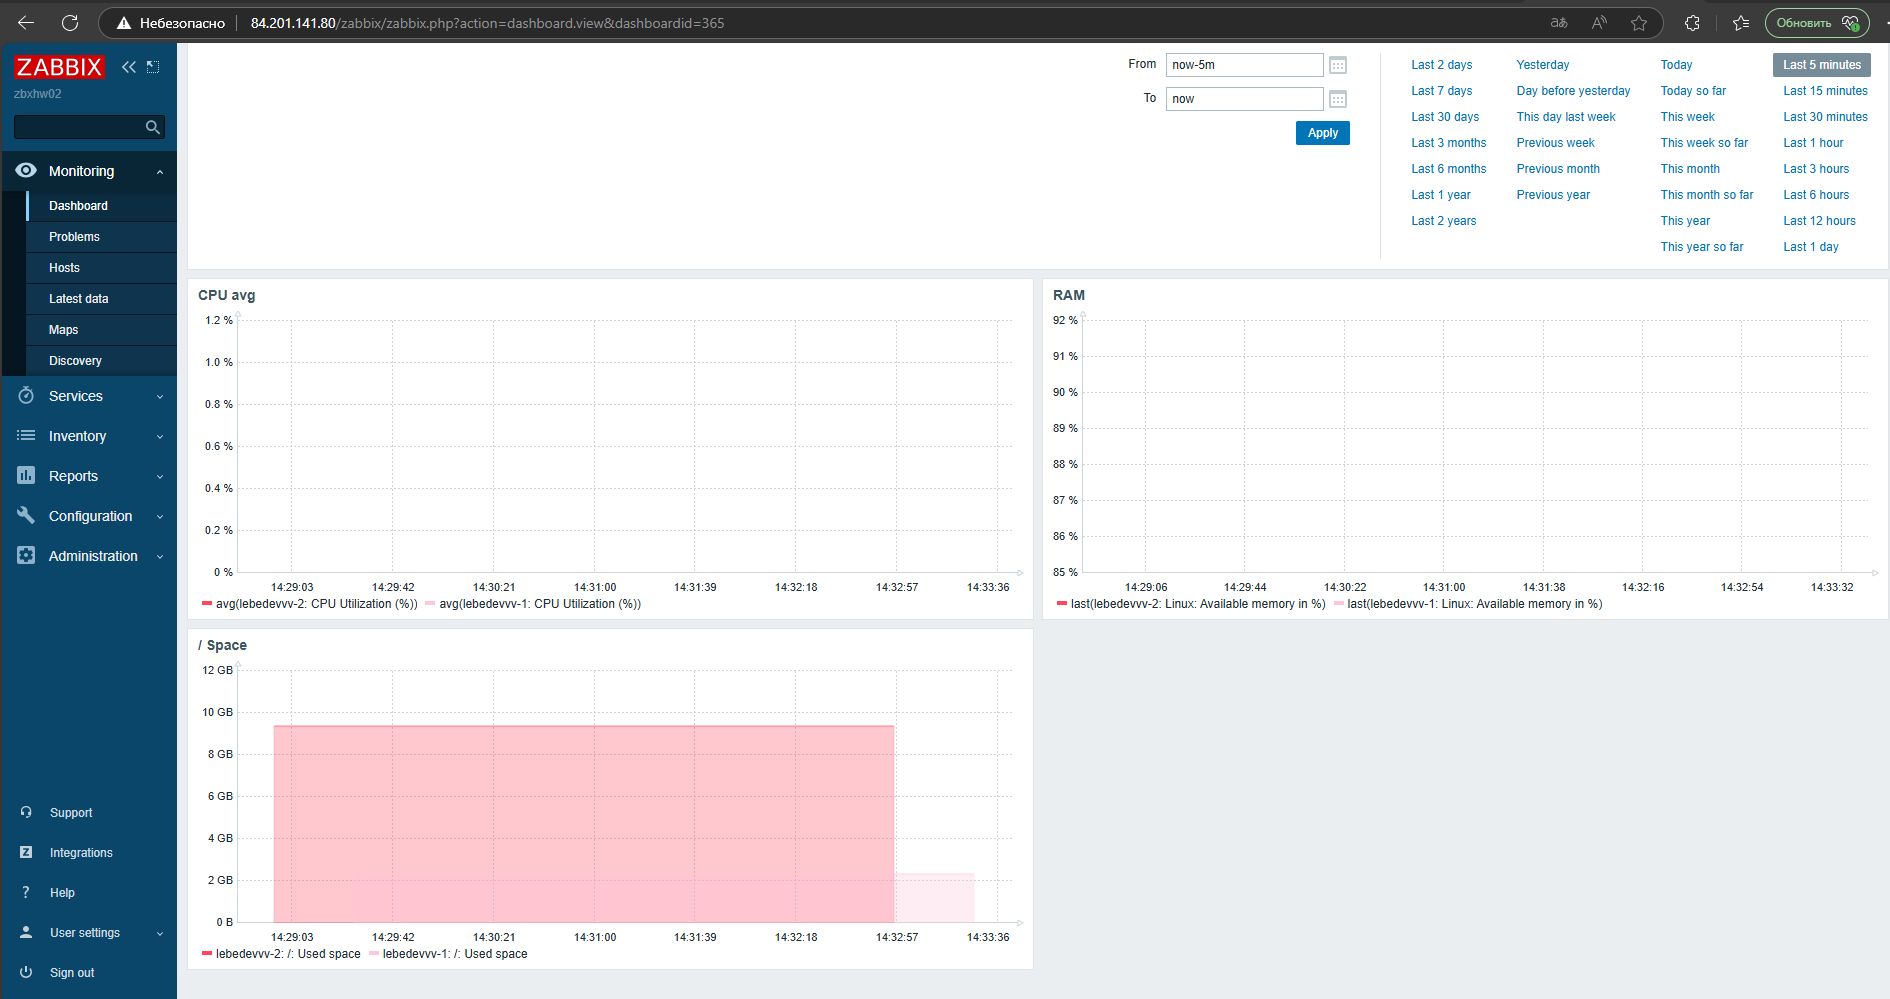 Небезопасно
84.201.141.80/zabbix/zabbix.php?action=dashboard.view&dashboardid=365
Обновить
ZABBIX
zbxhw02
Monitoring
Dashboard
Problems
Hosts
Latest data
Maps
Discovery
Services
Inventory
Reports
Configuration
Administration
Support
Integrations
Help
User settings
Sign out
From now-5m
To now
Apply
Last 2 days Yesterday Today Last 5 minutes
Last 7 days Day before yesterday Today so far Last 15 minutes
Last 30 days This day last week This week Last 30 minutes
Last 3 months Previous week This week so far Last 1 hour
Last 6 months Previous month This month Last 3 hours
Last 1 year Previous year This month so far Last 6 hours
Last 2 years This year Last 12 hours
This year so far Last 1 day
CPU avg
1.2 %
1.0 %
0.8 %
0.6 %
0.4 %
0.2 %
0 %
14:29:03 14:29:42 14:30:21 14:31:00 14:31:39 14:32:18 14:32:57 14:33:36
avg(lebedevvv-2: CPU Utilization (%)) avg(lebedevvv-1: CPU Utilization (%))
RAM
92 %
91 %
90 %
89 %
88 %
87 %
86 %
85 %
14:29:06 14:29:44 14:30:22 14:31:00 14:31:38 14:32:16 14:32:54 14:33:32
last(lebedevvv-2: Linux: Available memory in %) last(lebedevvv-1: Linux: Available memory in %)
/ Space
12 GB
10 GB
8 GB
6 GB
4 GB
2 GB
0 B
14:29:03 14:29:42 14:30:21 14:31:00 14:31:39 14:32:18 14:32:57 14:33:36
lebedevvv-2: /: Used space lebedevvv-1: /: Used space